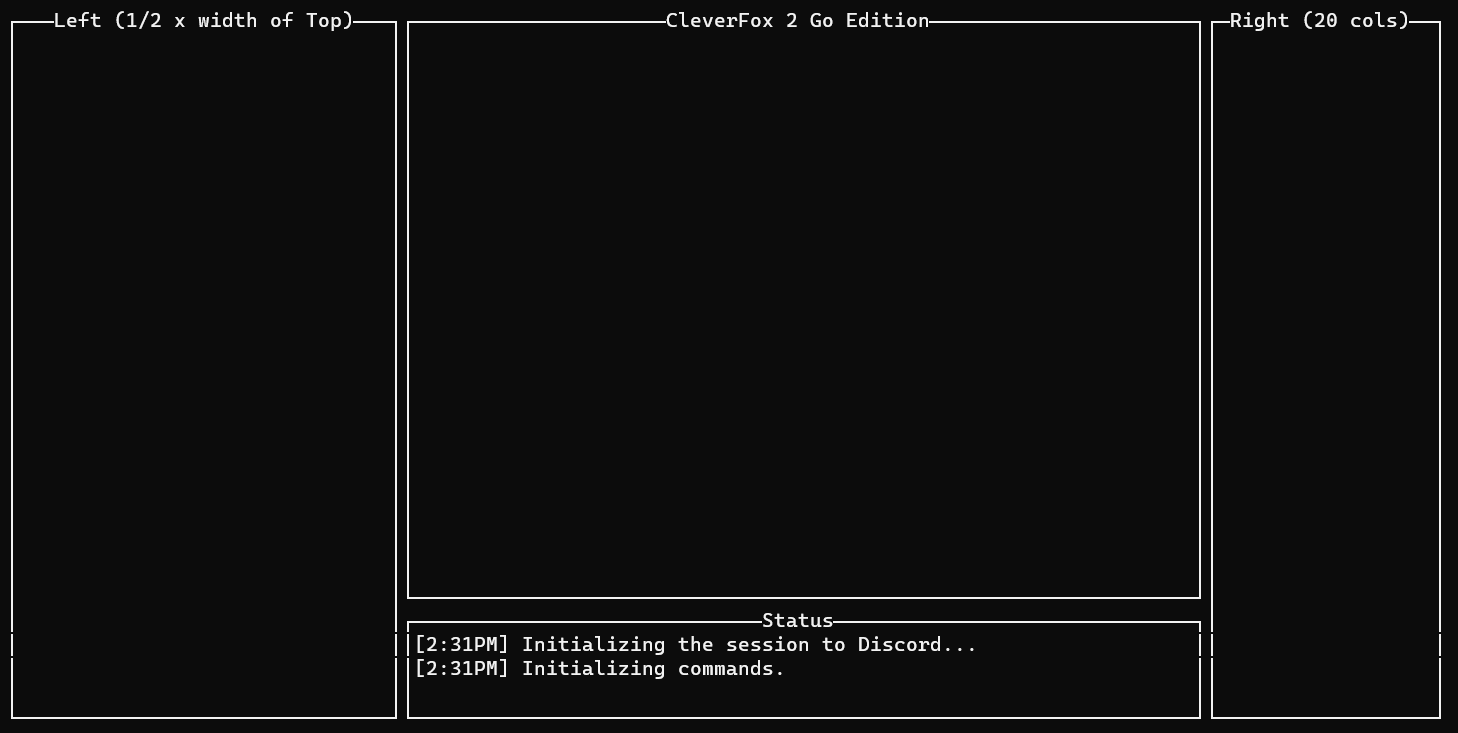 Left (1/2 x width of Top)
CleverFox 2 Go Edition
Right (20 cols)
Status
[2:31PM] Initializing the session to Discord...
[2:31PM] Initializing commands.